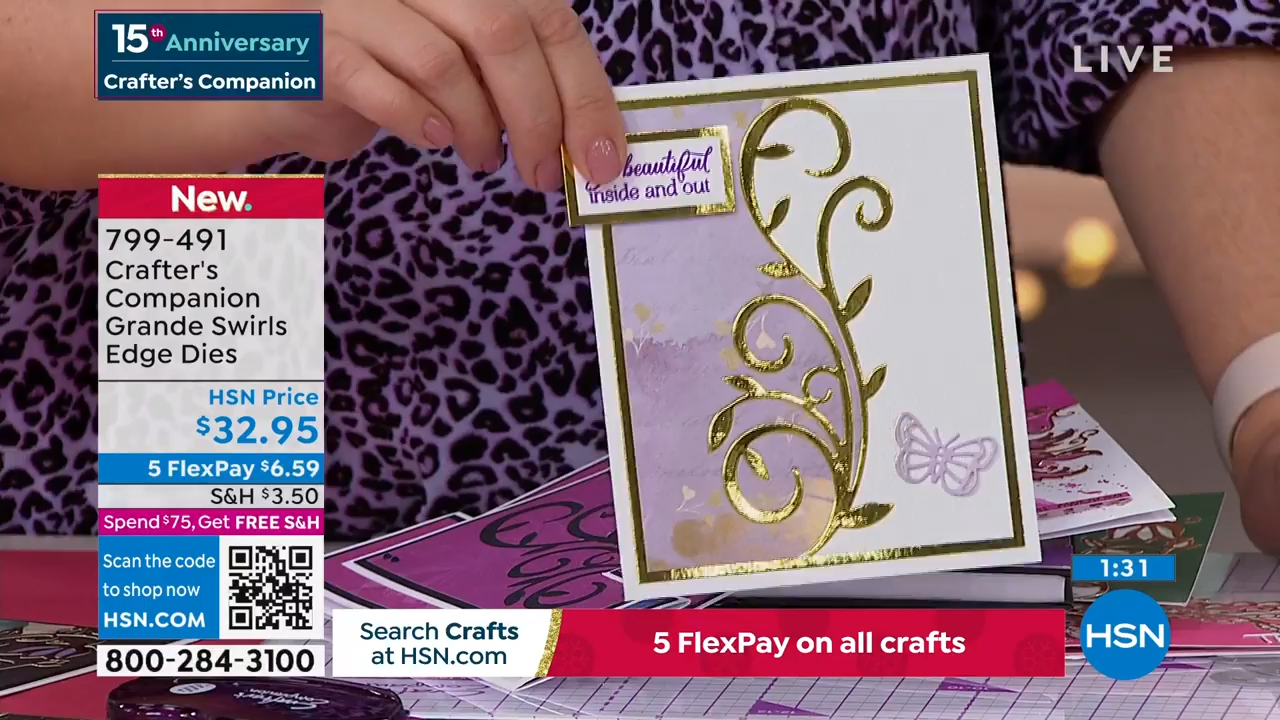 15th Anniversary
Crafter's Companion
LIVE
New.
799-491
Crafter's
Companion
Grande Swirls
Edge Dies
HSN Price
$32.95
5 FlexPay $6.59
S&H $3.50
Spend $75, Get FREE S&H
Scan the code
to shop now
HSN.COM
800-284-3100
beautiful
inside and out
Search Crafts
at HSN.com
5 FlexPay on all crafts
1:31
HSN
Crafter's
Companion